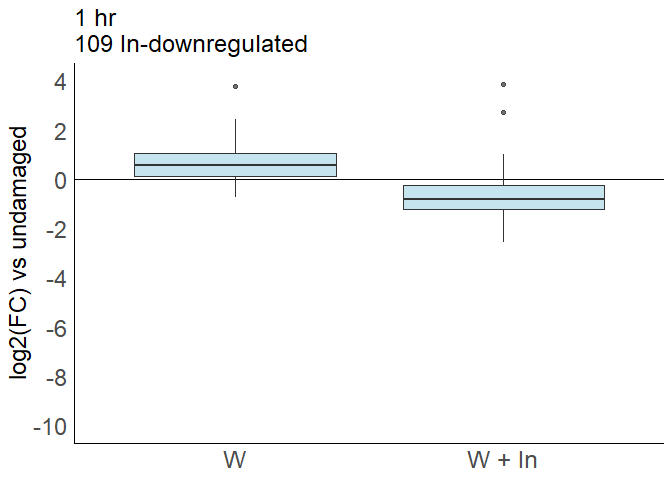 1 hr
109 In-downregulated
log2(FC) vs undamaged
4
2
0
-2
-4
-6
-8
-10
W
W + In